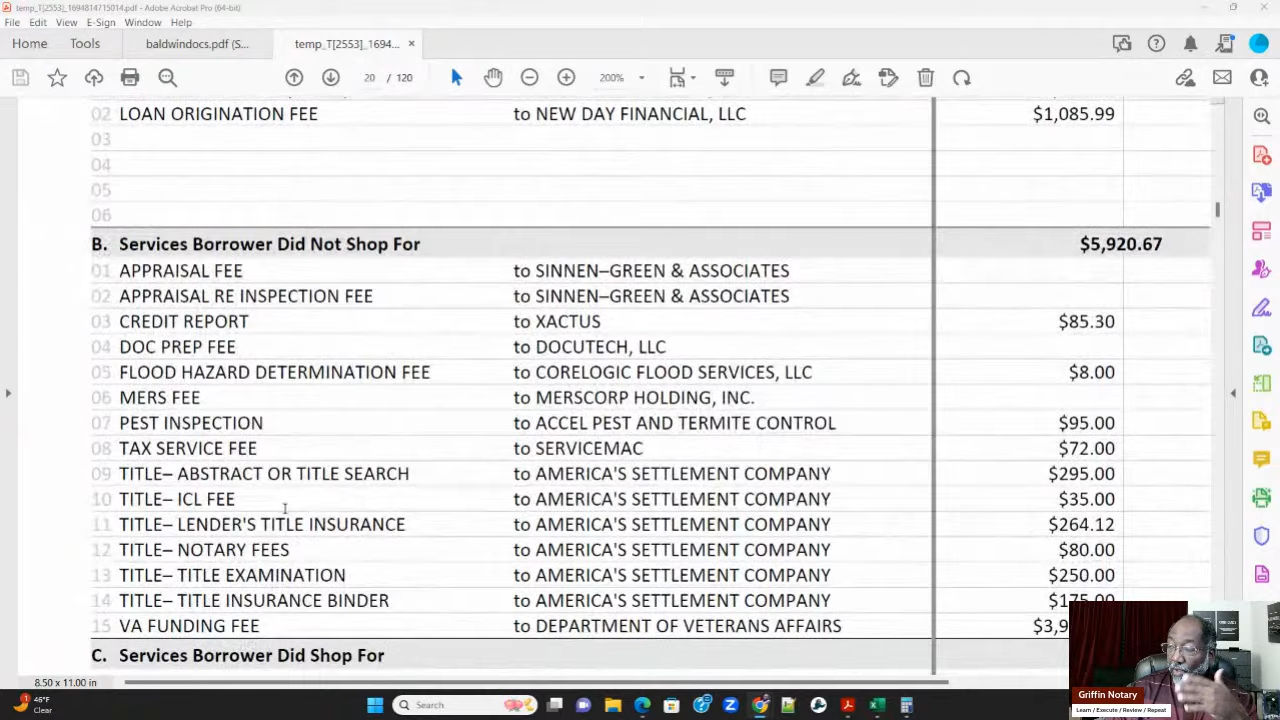 temp_T[2553]_1694814715014.pdf - Adobe Acrobat Pro (64-bit)
File Edit View E-Sign Window Help
Home Tools baldwindocs.pdf (S... temp_T[2553]_1694... ×
20 / 120 200%
02 LOAN ORIGINATION FEE to NEW DAY FINANCIAL, LLC $1,085.99
03
04
05
06
B. Services Borrower Did Not Shop For $5,920.67
01 APPRAISAL FEE to SINNEN–GREEN & ASSOCIATES
02 APPRAISAL RE INSPECTION FEE to SINNEN–GREEN & ASSOCIATES
03 CREDIT REPORT to XACTUS $85.30
04 DOC PREP FEE to DOCUTECH, LLC
05 FLOOD HAZARD DETERMINATION FEE to CORELOGIC FLOOD SERVICES, LLC $8.00
06 MERS FEE to MERSCORP HOLDING, INC.
07 PEST INSPECTION to ACCEL PEST AND TERMITE CONTROL $95.00
08 TAX SERVICE FEE to SERVICEMAC $72.00
09 TITLE– ABSTRACT OR TITLE SEARCH to AMERICA'S SETTLEMENT COMPANY $295.00
10 TITLE– ICL FEE to AMERICA'S SETTLEMENT COMPANY $35.00
11 TITLE– LENDER'S TITLE INSURANCE to AMERICA'S SETTLEMENT COMPANY $264.12
12 TITLE– NOTARY FEES to AMERICA'S SETTLEMENT COMPANY $80.00
13 TITLE– TITLE EXAMINATION to AMERICA'S SETTLEMENT COMPANY $250.00
14 TITLE– TITLE INSURANCE BINDER to AMERICA'S SETTLEMENT COMPANY
15 VA FUNDING FEE to DEPARTMENT OF VETERANS AFFAIRS
C. Services Borrower Did Shop For
8.50 x 11.00 in
Griffin Notary
Learn / Execute / Review / Repeat
1
46°F
Clear
Search